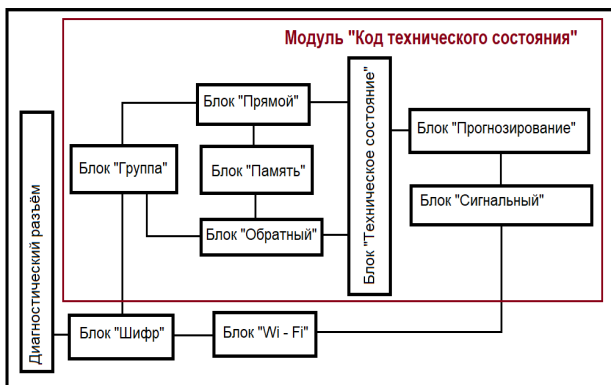 Модуль "Код технического состояния"
Блок "Прямой"
Блок "Прогнозирование"
Блок "Группа"
Блок "Память"
Блок "Техническое состояние"
Блок "Сигнальный"
Блок "Обратный"
Диагностический разъём
Блок "Шифр"
Блок "Wi - Fi"